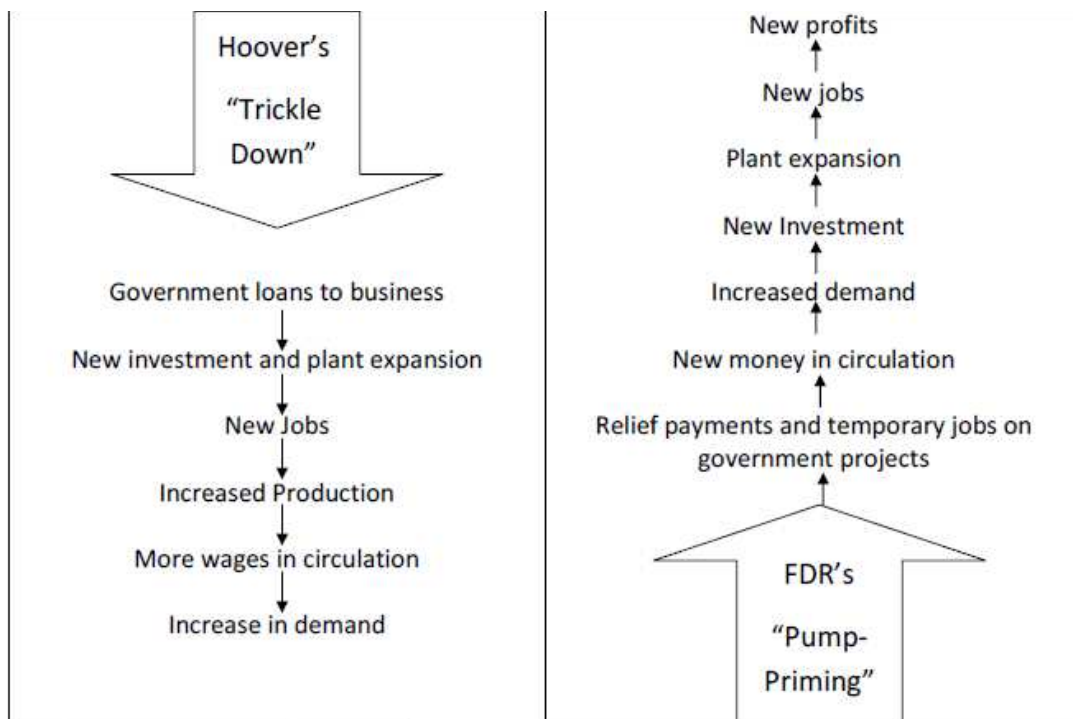 Hoover’s
“Trickle
Down”
Government loans to business
New investment and plant expansion
New Jobs
Increased Production
More wages in circulation
Increase in demand
New profits
New jobs
Plant expansion
New Investment
Increased demand
New money in circulation
Relief payments and temporary jobs on
government projects
FDR’s
“Pump-
Priming”